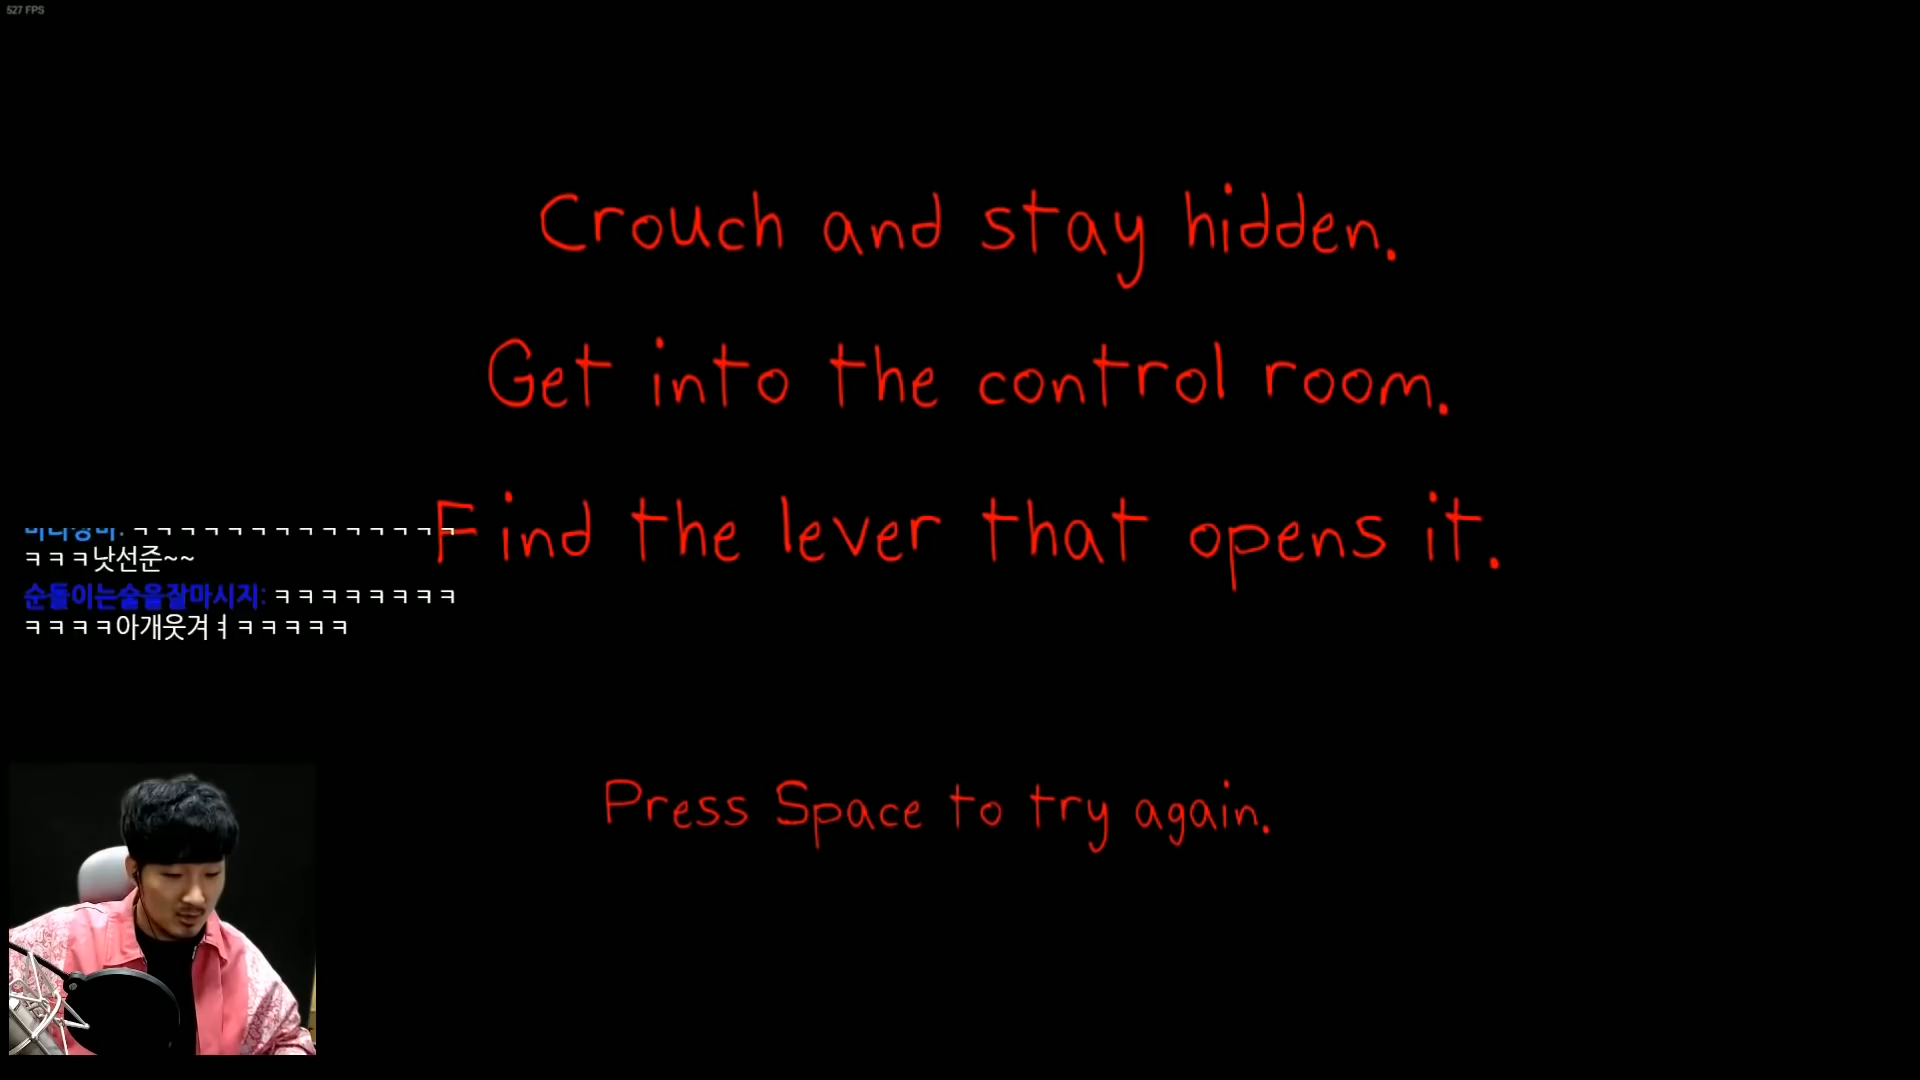 527 FPS
Crouch and stay hidden.
Get into the control room.
Find the lever that opens it.
ㅋㅋㅋㅋㅋㅋㅋㅋㅋㅋㅋㅋㅋㅋ
ㅋㅋㅋ낫선준~~
순돌이는술을잘마시지: ㅋㅋㅋㅋㅋㅋㅋㅋ
ㅋㅋㅋㅋ아개웃겨ㅕㅋㅋㅋㅋㅋ
Press Space to try again.